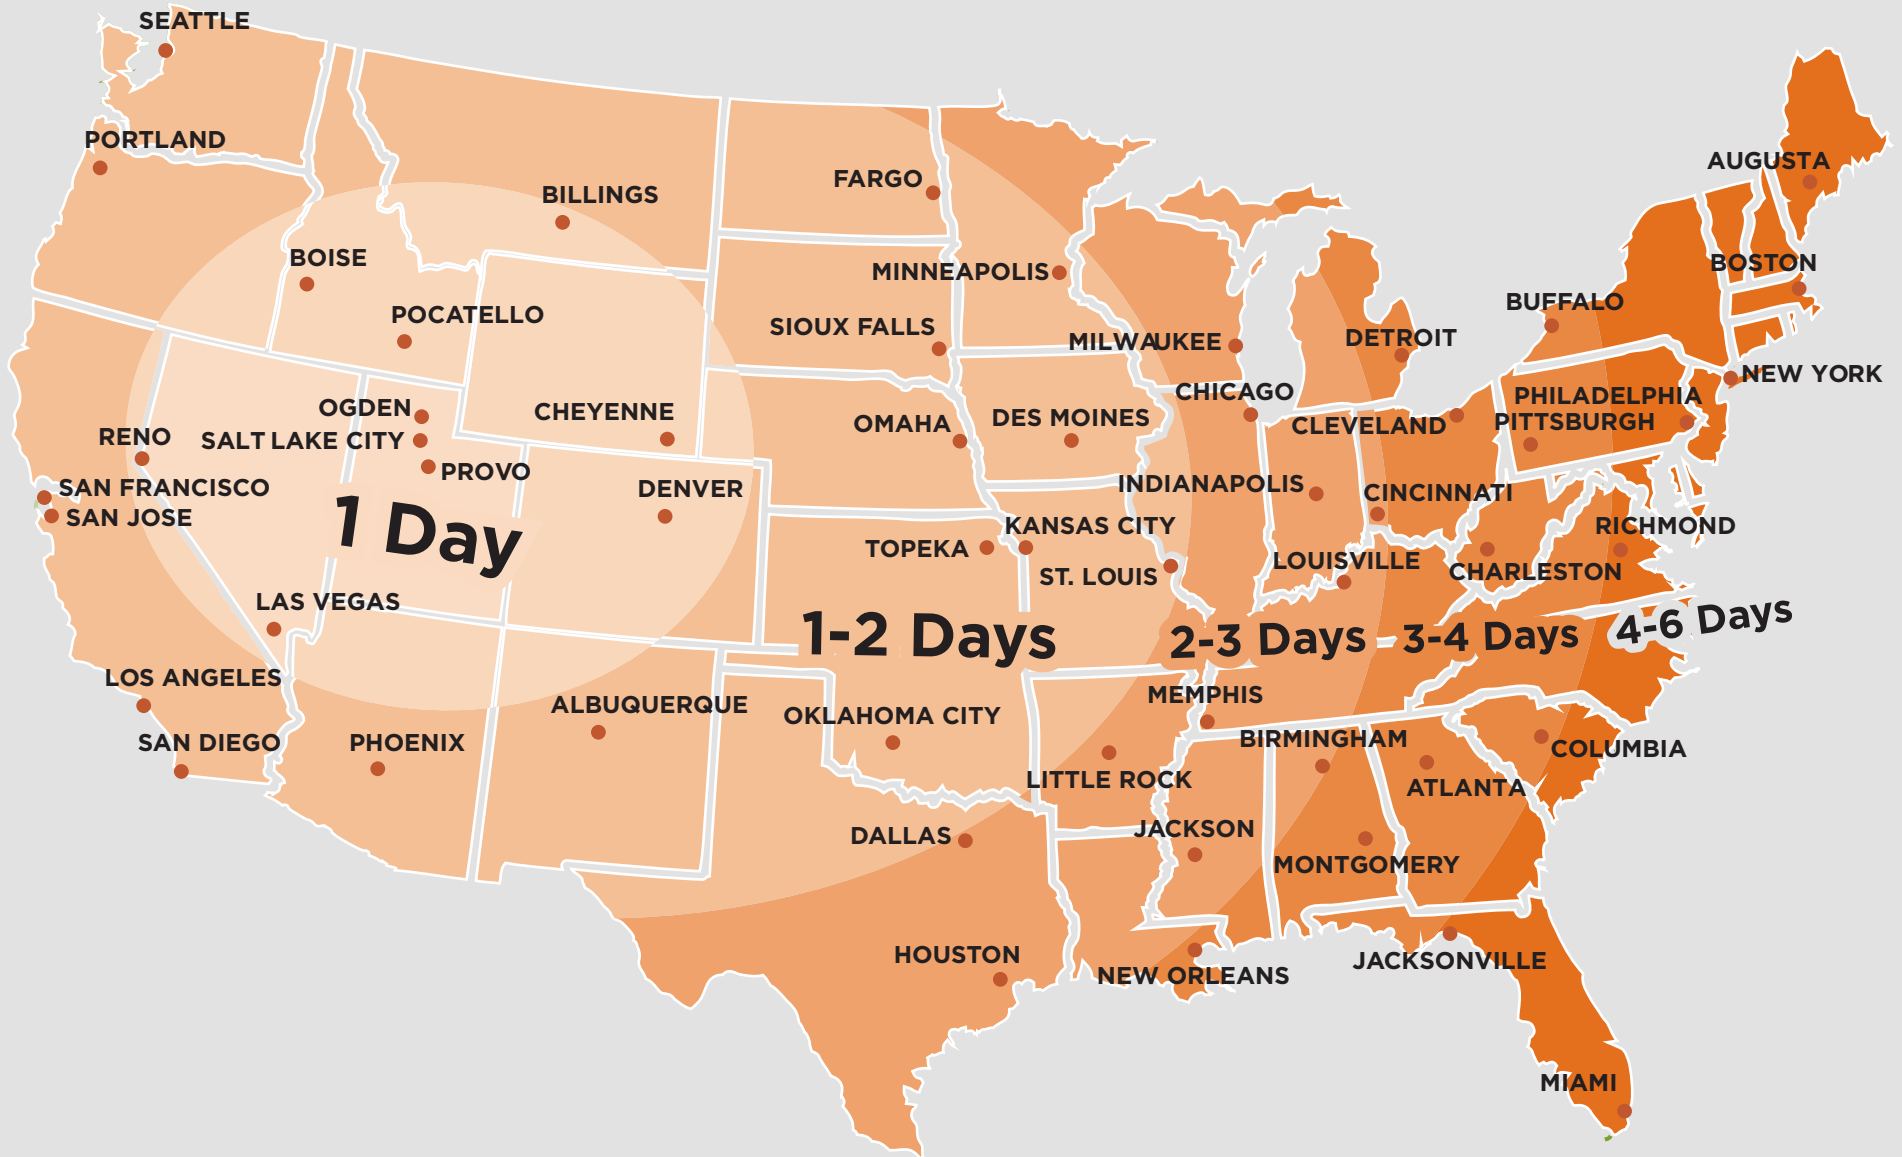 SEATTLE
PORTLAND
AUGUSTA
FARGO
BILLINGS
BOISE
BOSTON
MINNEAPOLIS
BUFFALO
POCATELLO
SIOUX FALLS
MILWAUKEE
DETROIT
NEW YORK
CHICAGO
PHILADELPHIA
OGDEN
CHEYENNE
DES MOINES
OMAHA
CLEVELAND
PITTSBURGH
RENO
SALT LAKE CITY
PROVO
INDIANAPOLIS
SAN FRANCISCO
DENVER
CINCINNATI
SAN JOSE
1 Day
KANSAS CITY
RICHMOND
TOPEKA
LOUISVILLE
ST. LOUIS
CHARLESTON
LAS VEGAS
1-2 Days
2-3 Days
3-4 Days
4-6 Days
LOS ANGELES
MEMPHIS
ALBUQUERQUE
OKLAHOMA CITY
SAN DIEGO
PHOENIX
BIRMINGHAM
COLUMBIA
LITTLE ROCK
ATLANTA
DALLAS
JACKSON
MONTGOMERY
HOUSTON
JACKSONVILLE
NEW ORLEANS
MIAMI